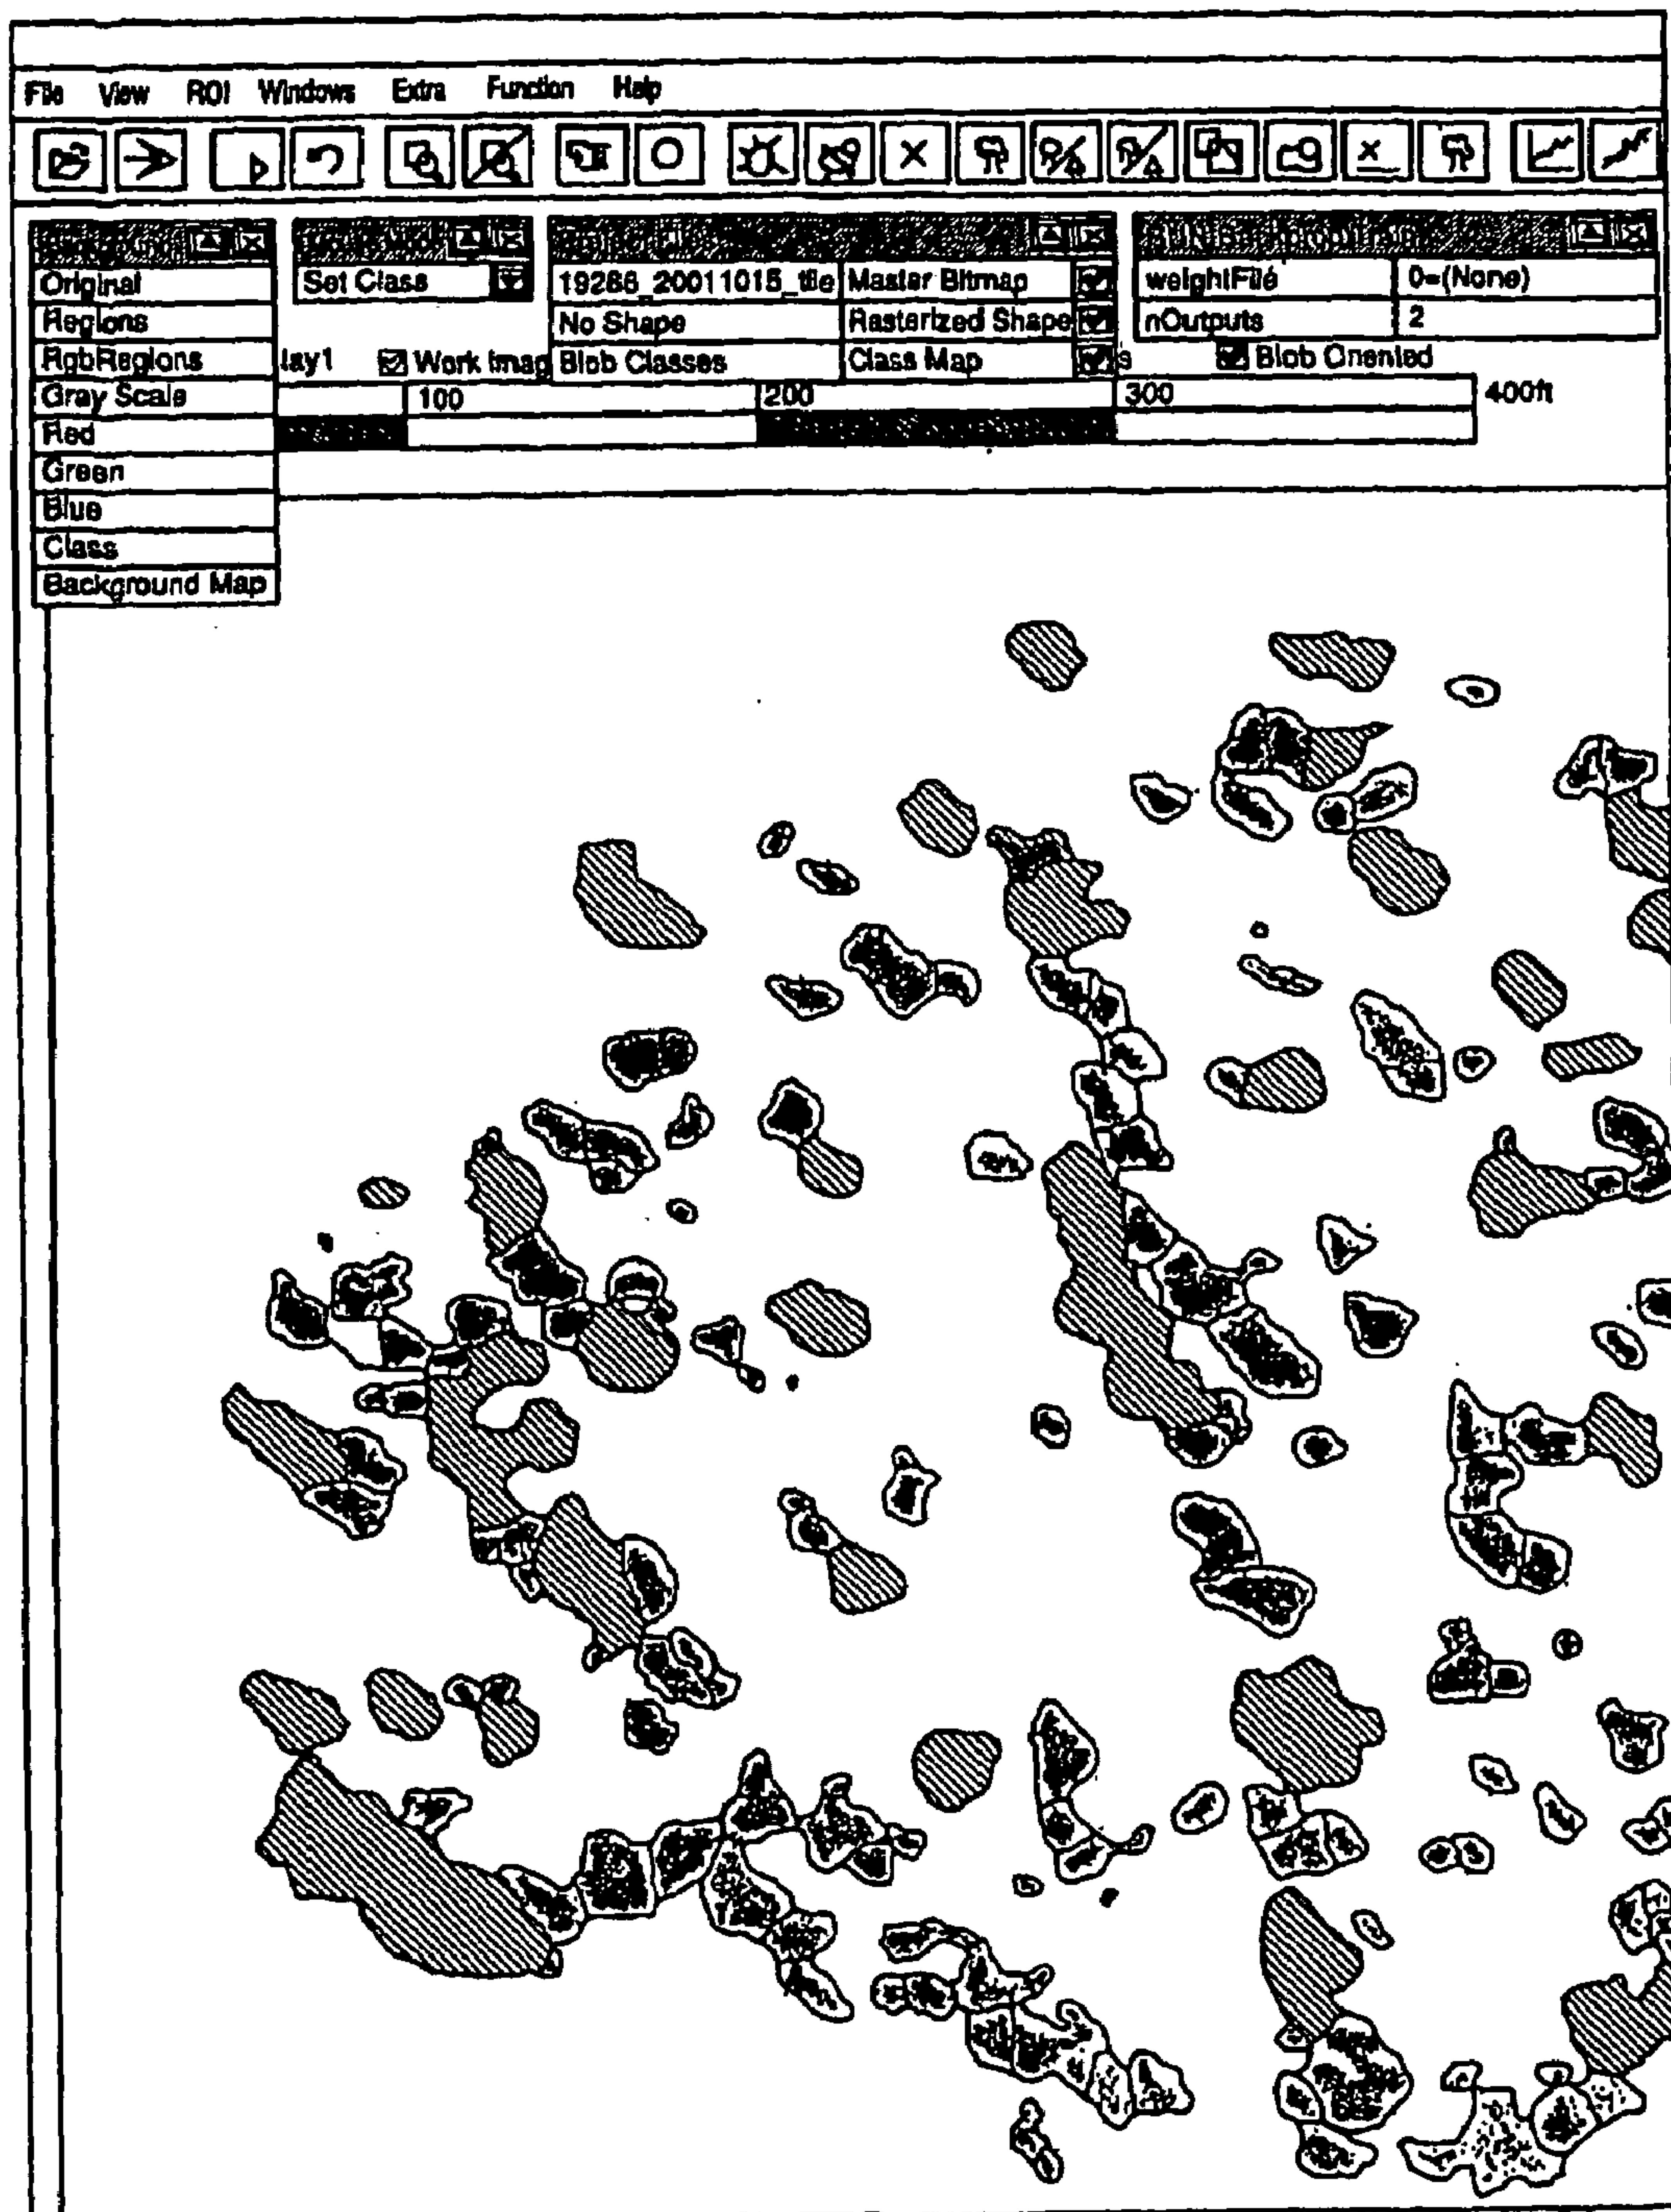 File View ROI Windows Extra Function Help
Original
Regions
RgbRegions
Gray Scale
Red
Green
Blue
Class
Background Map
Set Class
19286_20011015_tile Master Bitmap
No Shape Rasterized Shape
Blob Classes Class Map
weightFile 0=(None)
nOutputs 2
lay1 Work Imag s Blob Oriented
100 200 300 400ft